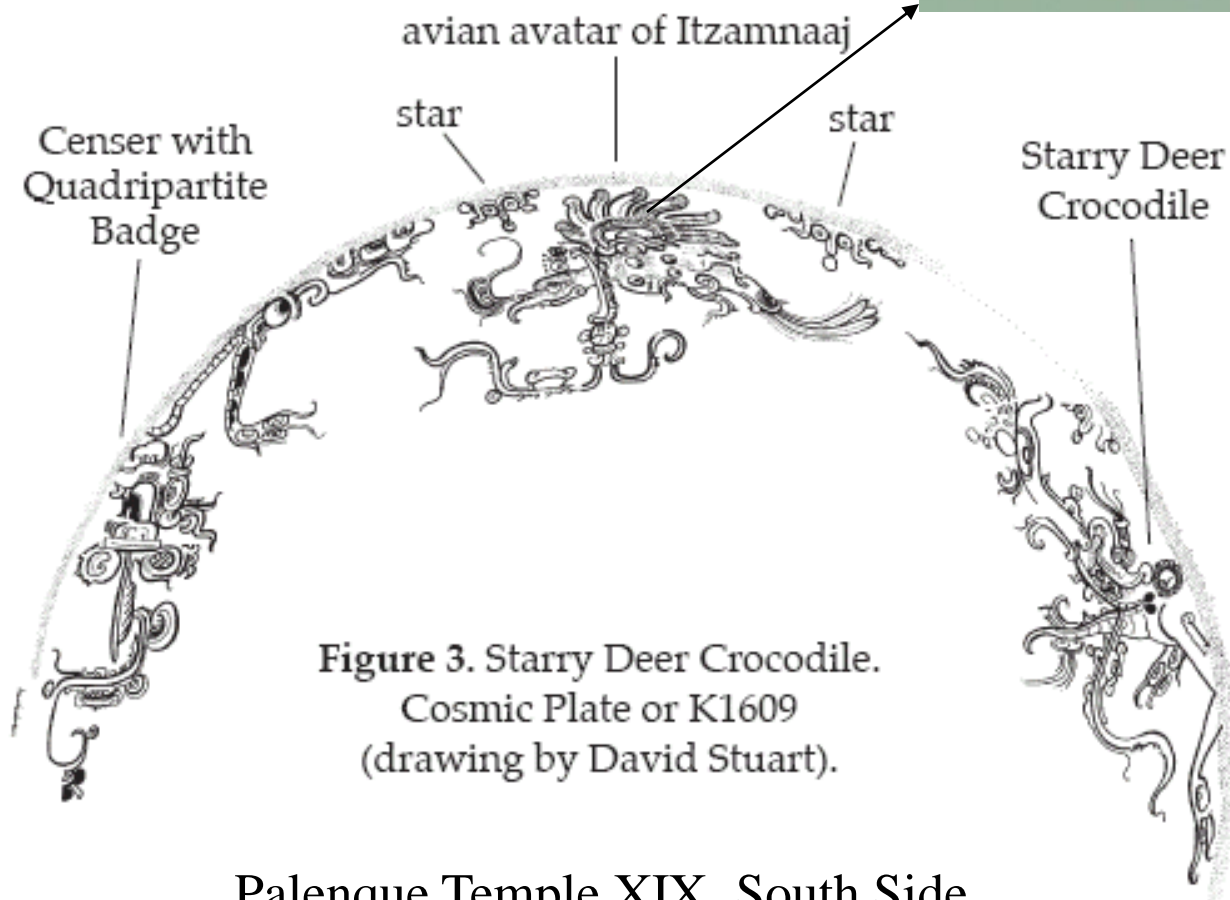 avian avatar of Itzamnaaj
star
star
Censer with
Quadripartite
Badge
Starry Deer
Crocodile
Figure 3. Starry Deer Crocodile.
Cosmic Plate or K1609
(drawing by David Stuart).
Palenque Temple XIX, South Side